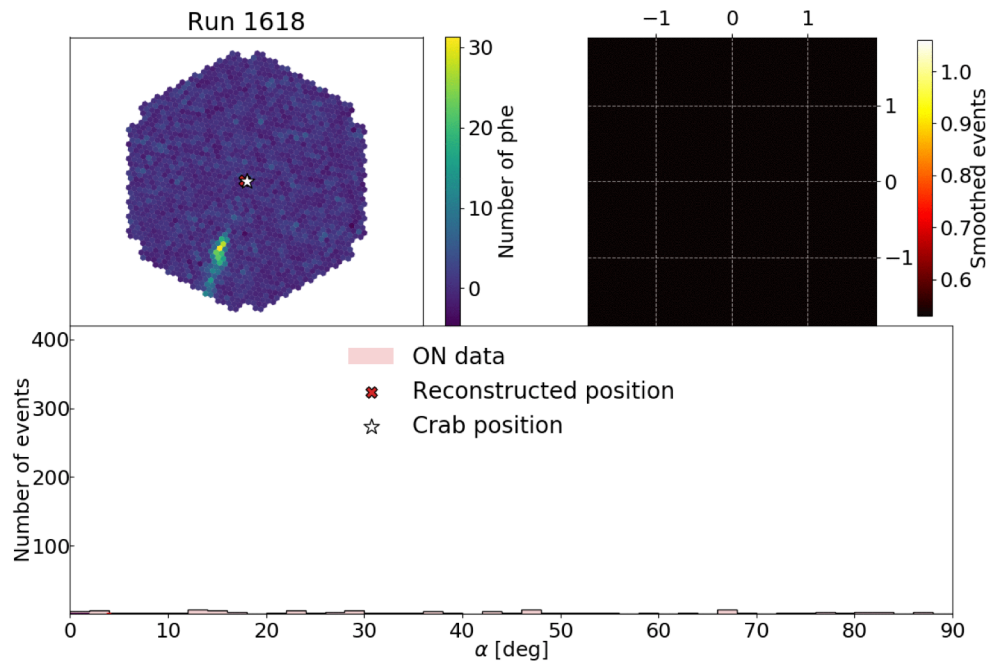 Run 1618
−1 0 1
30
20
10
0
Number of phe
1
0
−1
1.0
0.9
0.8
0.7
0.6
Smoothed events
400
300
200
100
Number of events
ON data
Reconstructed position
Crab position
0 10 20 30 40 50 60 70 80 90
α [deg]